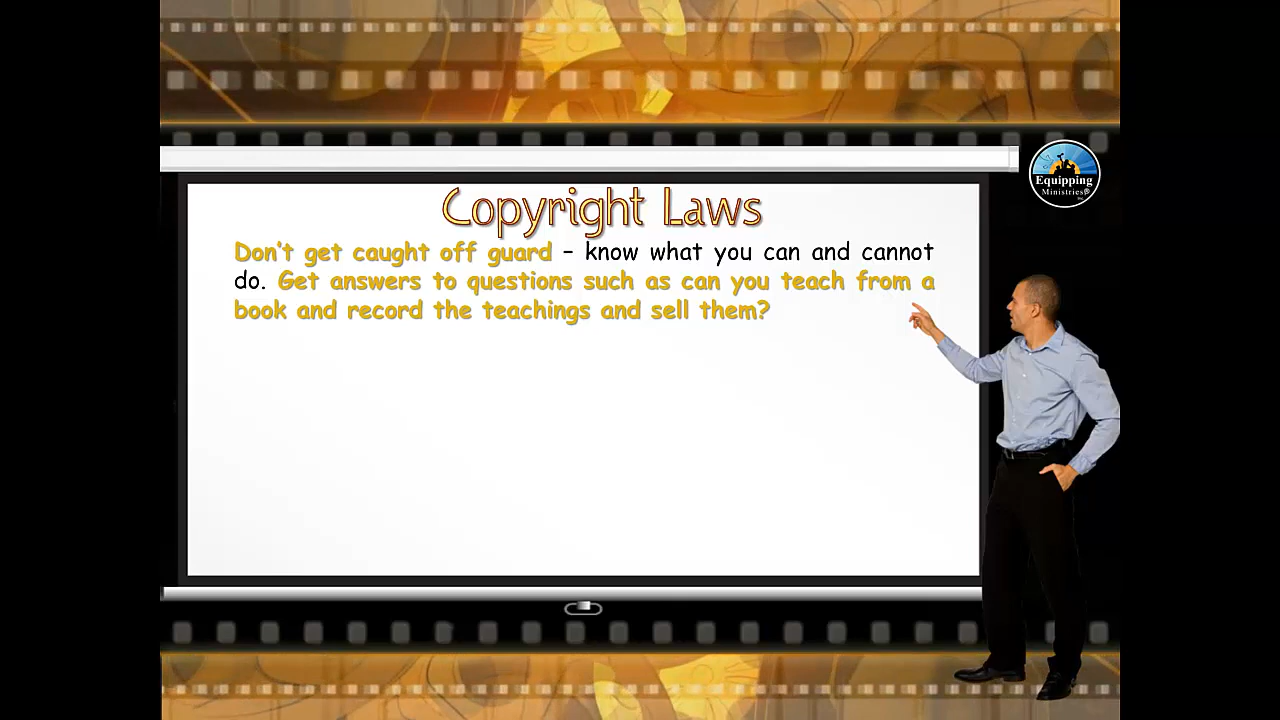 Copyright Laws
Don't get caught off guard – know what you can and cannot
do. Get answers to questions such as can you teach from a
book and record the teachings and sell them?
Equipping
Ministries®